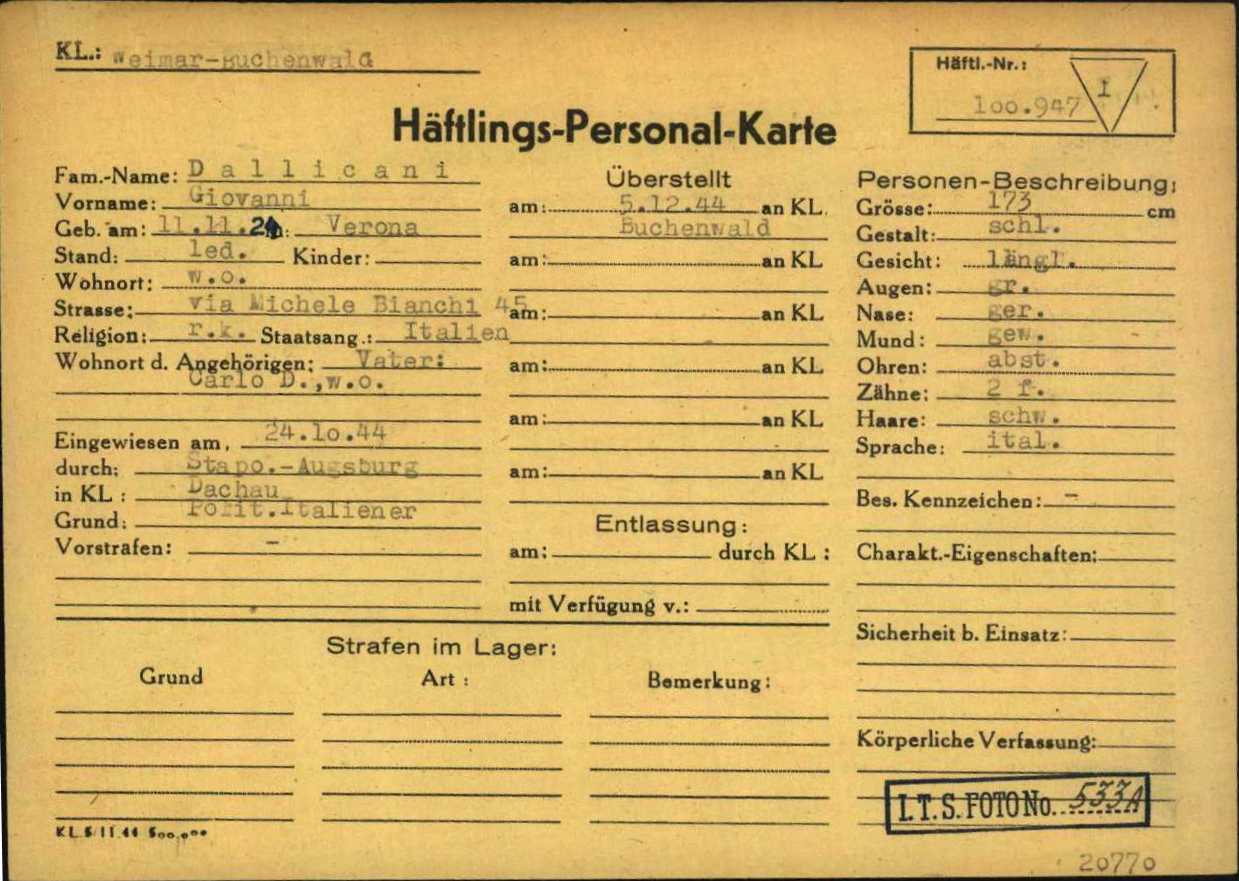 KL.: Weimar-Buchenwald
Häftl.-Nr.:
100.947
I
Häftlings-Personal-Karte
Fam.-Name: Dallicani
Vorname: Giovanni
Geb. am: 11.11. Verona
Stand: led. Kinder:
Wohnort: w.o.
Strasse: via Michele Bianchi 45
Religion: r.k. Staatsang.: Italien
Wohnort d. Angehörigen: Vater:
Carlo D.,w.o.
Eingewiesen am, 24.10.44
durch: Stapo.-Augsburg
in KL: Dachau
Grund: Polit.Italiener
Vorstrafen: -
Überstellt
am: 5.12.44 an KL.
Buchenwald
am: an KL
am: an KL
am: an KL
am: an KL
am: an KL
Entlassung:
am: durch KL:
mit Verfügung v.:
Personen-Beschreibung:
Grösse: 173 cm
Gestalt: schl.
Gesicht: längl.
Augen: gr.
Nase: ger.
Mund: gew.
Ohren: abst.
Zähne: 2 f.
Haare: schw.
Sprache: ital.
Bes. Kennzeichen: -
Charakt.-Eigenschaften:
Sicherheit b. Einsatz:
Körperliche Verfassung:
Strafen im Lager:
Grund Art: Bemerkung:
KL 5/11.44 500.000
I.T.S. FOTO No. 533A
20770